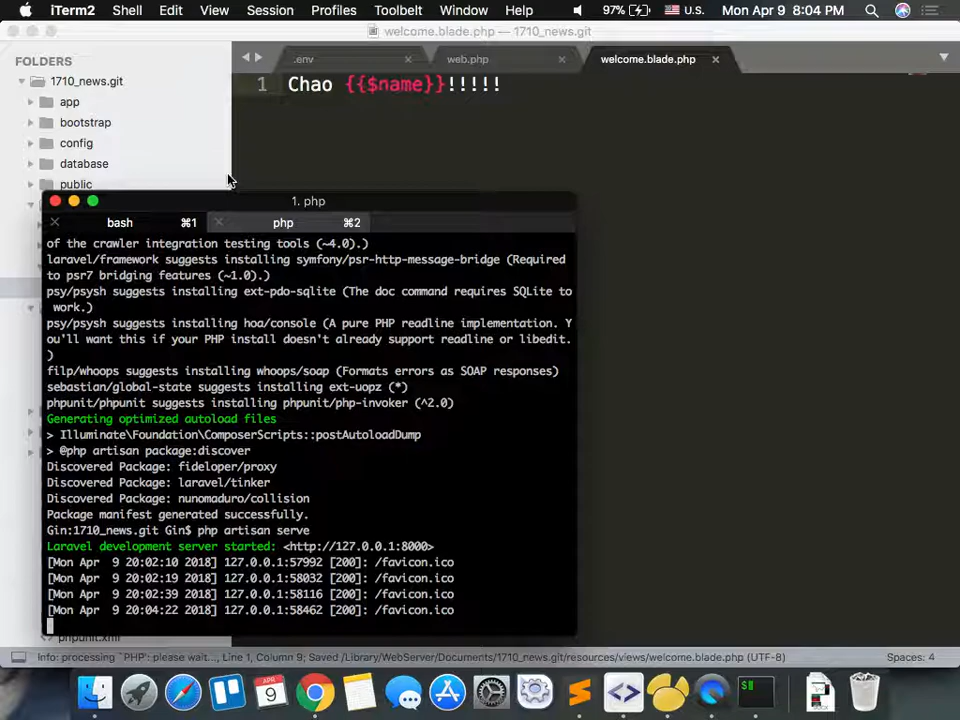 iTerm2 Shell Edit View Session Profiles Toolbelt Window Help 97% U.S. Mon Apr 9 8:04 PM
welcome.blade.php — 1710_news.git
FOLDERS
1710_news.git
app
bootstrap
config
database
public
phpunit.xml
.env
web.php
welcome.blade.php
1 Chao {{$name}}!!!!!
1. php
bash ⌘1
php ⌘2
of the crawler integration testing tools (~4.0).)
laravel/framework suggests installing symfony/psr-http-message-bridge (Required
to psr7 bridging features (~1.0).)
psy/psysh suggests installing ext-pdo-sqlite (The doc command requires SQLite to
work.)
psy/psysh suggests installing hoa/console (A pure PHP readline implementation. Y
ou'll want this if your PHP install doesn't already support readline or libedit.
)
filp/whoops suggests installing whoops/soap (Formats errors as SOAP responses)
sebastian/global-state suggests installing ext-uopz (*)
phpunit/phpunit suggests installing phpunit/php-invoker (^2.0)
Generating optimized autoload files
> Illuminate\Foundation\ComposerScripts::postAutoloadDump
> @php artisan package:discover
Discovered Package: fideloper/proxy
Discovered Package: laravel/tinker
Discovered Package: nunomaduro/collision
Package manifest generated successfully.
Gin:1710_news.git Gin$ php artisan serve
Laravel development server started: <http://127.0.0.1:8000>
[Mon Apr  9 20:02:10 2018] 127.0.0.1:57992 [200]: /favicon.ico
[Mon Apr  9 20:02:19 2018] 127.0.0.1:58032 [200]: /favicon.ico
[Mon Apr  9 20:02:39 2018] 127.0.0.1:58116 [200]: /favicon.ico
[Mon Apr  9 20:04:22 2018] 127.0.0.1:58462 [200]: /favicon.ico
Info: processing `PHP': please wait..., Line 1, Column 9; Saved /Library/WebServer/Documents/1710_news.git/resources/views/welcome.blade.php (UTF-8)
Spaces: 4